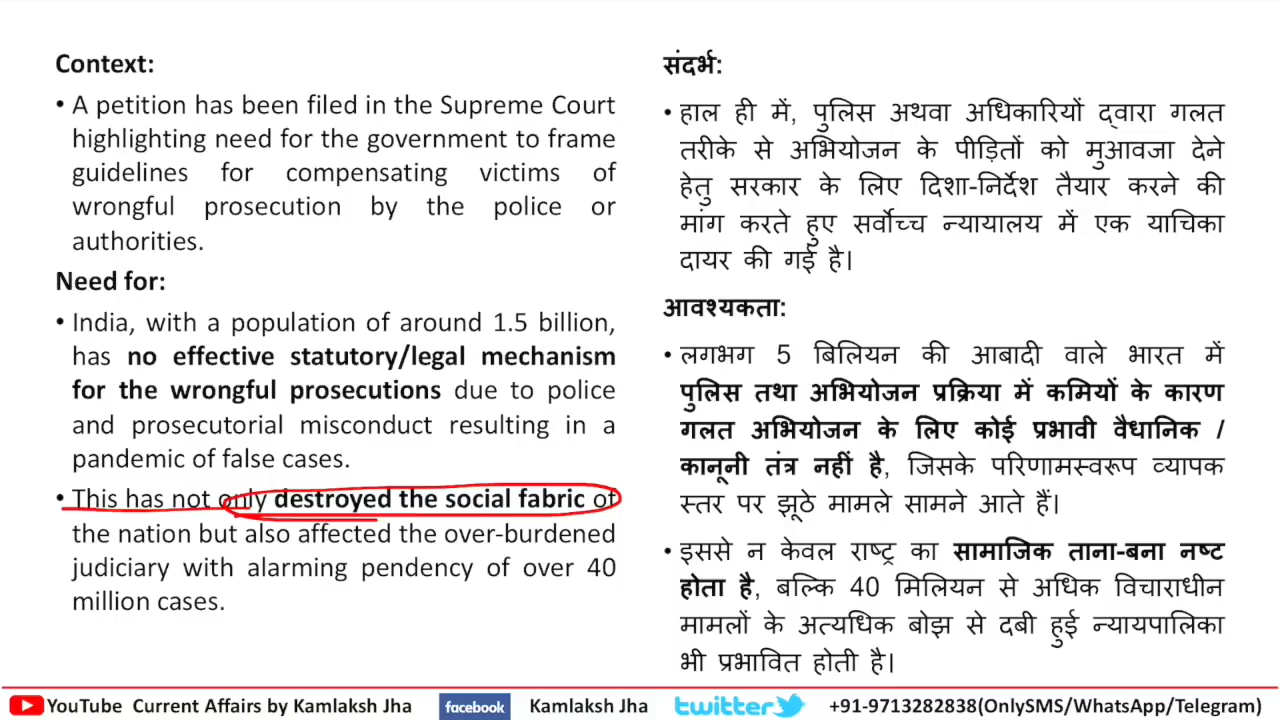 Context:
• A petition has been filed in the Supreme Court
highlighting need for the government to frame
guidelines for compensating victims of
wrongful prosecution by the police or
authorities.
Need for:
• India, with a population of around 1.5 billion,
has no effective statutory/legal mechanism
for the wrongful prosecutions due to police
and prosecutorial misconduct resulting in a
pandemic of false cases.
• This has not only destroyed the social fabric of
the nation but also affected the over-burdened
judiciary with alarming pendency of over 40
million cases.
संदर्भ:
• हाल ही में, पुलिस अथवा अधिकारियों द्वारा गलत
तरीके से अभियोजन के पीड़ितों को मुआवजा देने
हेतु सरकार के लिए दिशा-निर्देश तैयार करने की
मांग करते हुए सर्वोच्च न्यायालय में एक याचिका
दायर की गई है।
आवश्यकता:
• लगभग 5 बिलियन की आबादी वाले भारत में
पुलिस तथा अभियोजन प्रक्रिया में कमियों के कारण
गलत अभियोजन के लिए कोई प्रभावी वैधानिक /
कानूनी तंत्र नहीं है, जिसके परिणामस्वरूप व्यापक
स्तर पर झूठे मामले सामने आते हैं।
• इससे न केवल राष्ट्र का सामाजिक ताना-बना नष्ट
होता है, बल्कि 40 मिलियन से अधिक विचाराधीन
मामलों के अत्यधिक बोझ से दबी हुई न्यायपालिका
भी प्रभावित होती है।
YouTube Current Affairs by Kamlaksh Jha facebook Kamlaksh Jha twitter +91-9713282838(OnlySMS/WhatsApp/Telegram)